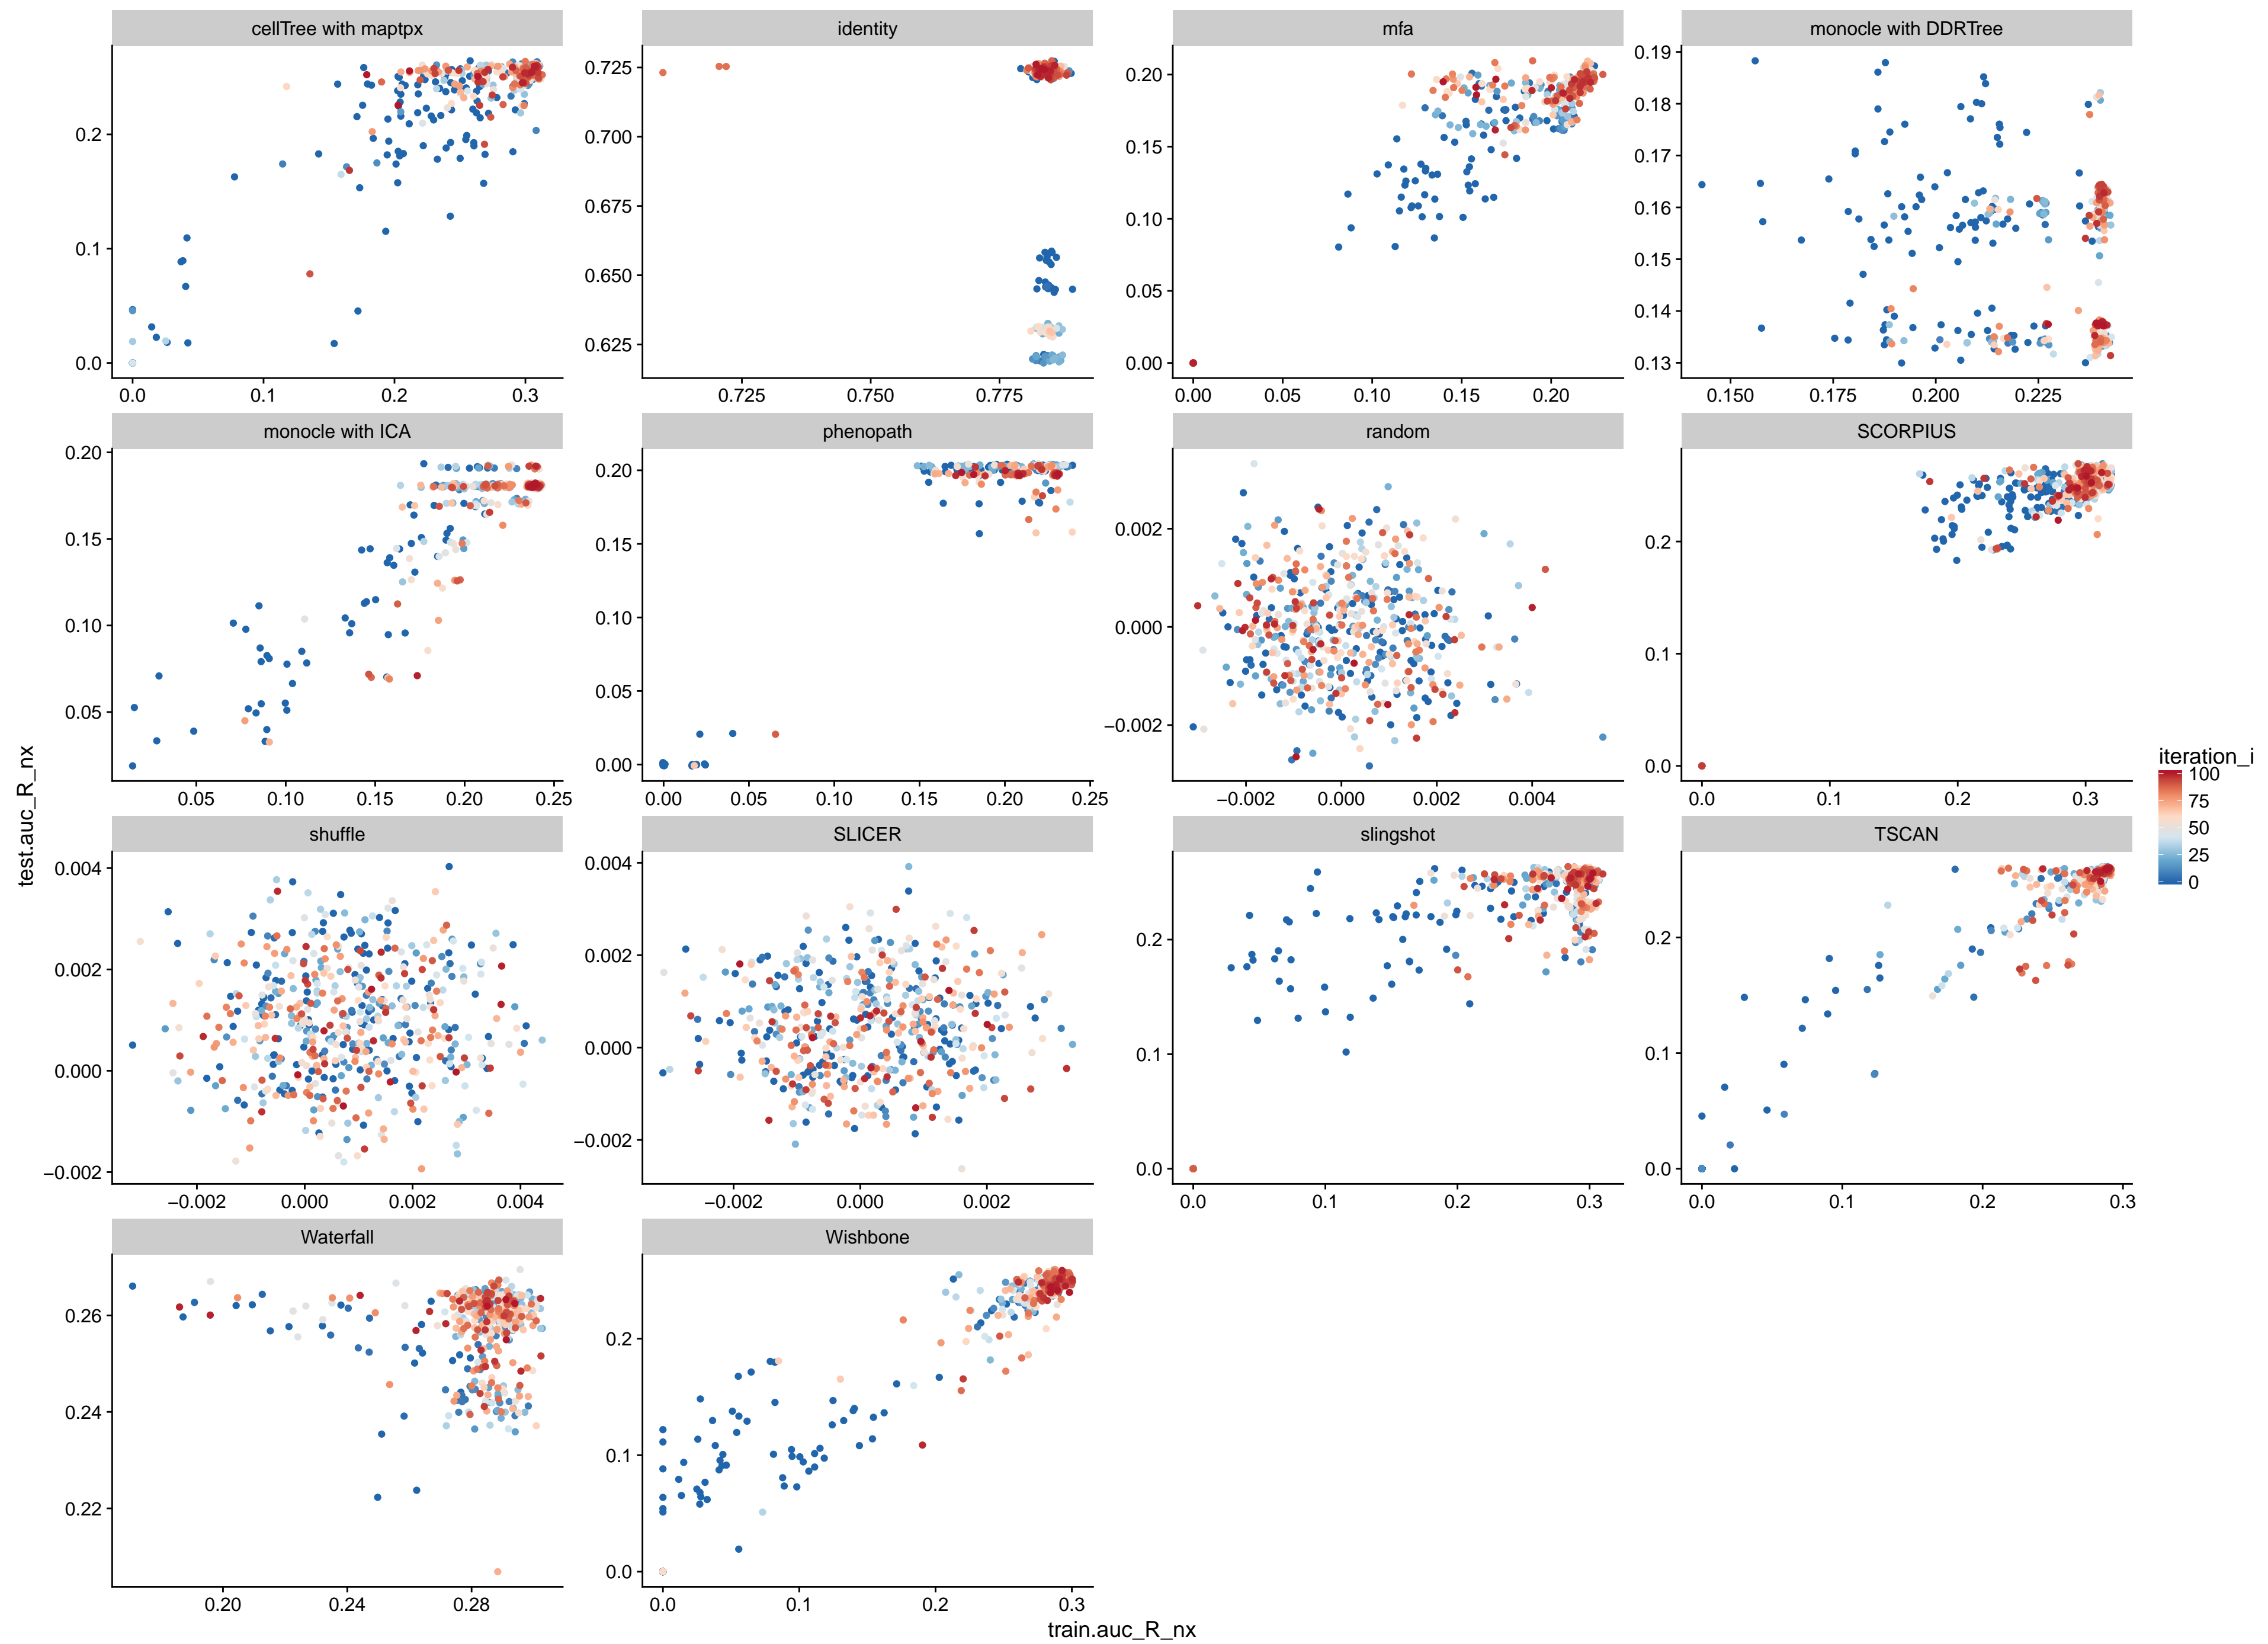 cellTree with maptpx
identity
mfa
monocle with DDRTree
0.2
0.1
0.0
0.0 0.1 0.2 0.3
0.725
0.700
0.675
0.650
0.625
0.725 0.750 0.775
0.20
0.15
0.10
0.05
0.00
0.00 0.05 0.10 0.15 0.20
0.19
0.18
0.17
0.16
0.15
0.14
0.13
0.150 0.175 0.200 0.225
monocle with ICA
phenopath
random
SCORPIUS
0.20
0.15
0.10
0.05
0.05 0.10 0.15 0.20 0.25
0.20
0.15
0.10
0.05
0.00
0.00 0.05 0.10 0.15 0.20 0.25
0.002
0.000
−0.002
−0.002 0.000 0.002 0.004
0.2
0.1
0.0
0.0 0.1 0.2 0.3
shuffle
SLICER
slingshot
TSCAN
0.004
0.002
0.000
−0.002
−0.002 0.000 0.002 0.004
0.004
0.002
0.000
−0.002
−0.002 0.000 0.002
0.2
0.1
0.0
0.0 0.1 0.2 0.3
0.2
0.1
0.0
0.0 0.1 0.2 0.3
Waterfall
Wishbone
0.26
0.24
0.22
0.20 0.24 0.28
0.2
0.1
0.0
0.0 0.1 0.2 0.3
train.auc_R_nx
test.auc_R_nx
iteration_i
100
75
50
25
0